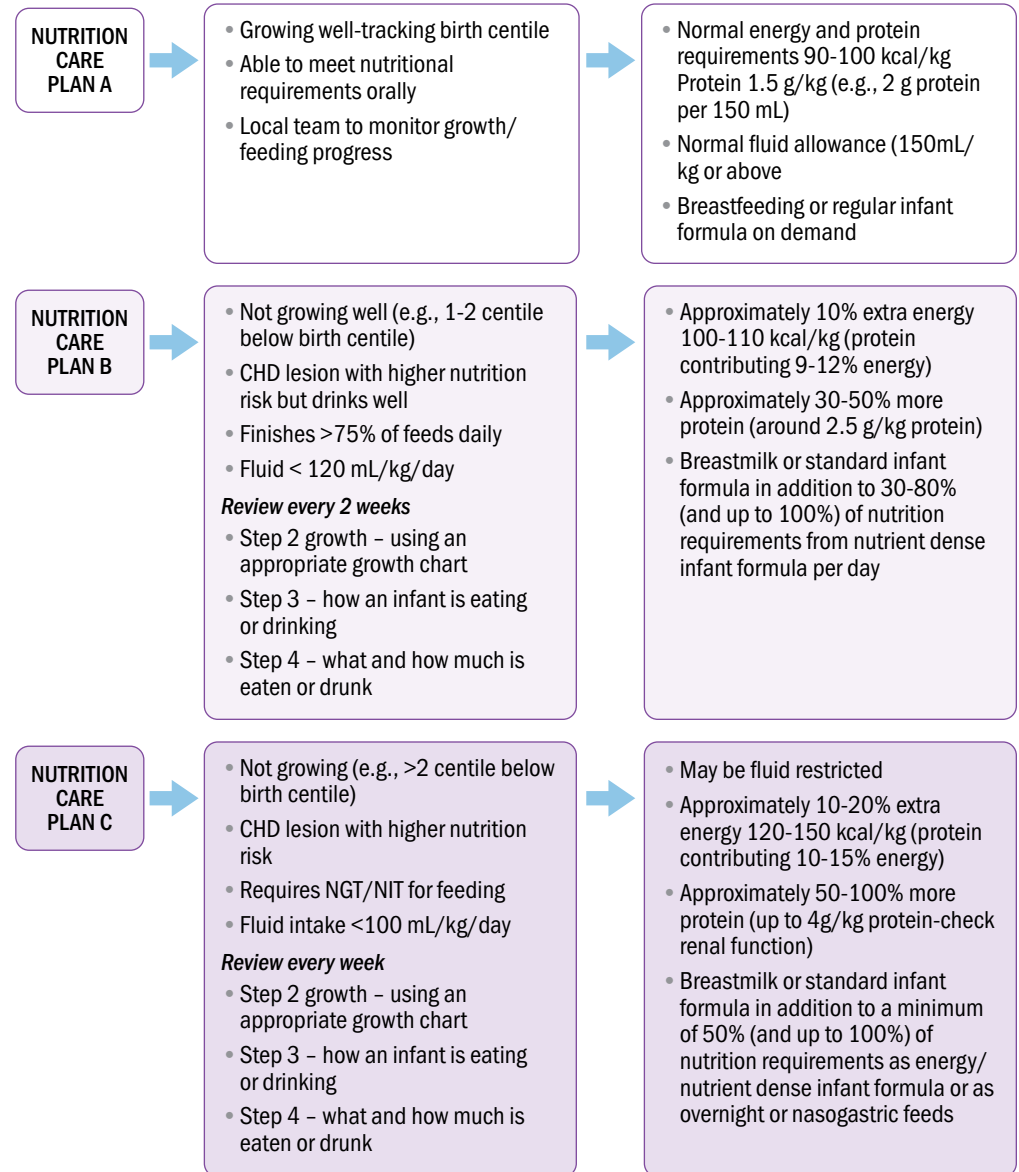 NUTRITION
CARE
PLAN A
• Growing well-tracking birth centile
• Able to meet nutritional
requirements orally
• Local team to monitor growth/
feeding progress
• Normal energy and protein
requirements 90-100 kcal/kg
Protein 1.5 g/kg (e.g., 2 g protein
per 150 mL)
• Normal fluid allowance (150mL/
kg or above
• Breastfeeding or regular infant
formula on demand
NUTRITION
CARE
PLAN B
• Not growing well (e.g., 1-2 centile
below birth centile)
• CHD lesion with higher nutrition
risk but drinks well
• Finishes >75% of feeds daily
• Fluid < 120 mL/kg/day
Review every 2 weeks
• Step 2 growth – using an
appropriate growth chart
• Step 3 – how an infant is eating
or drinking
• Step 4 – what and how much is
eaten or drunk
• Approximately 10% extra energy
100-110 kcal/kg (protein
contributing 9-12% energy)
• Approximately 30-50% more
protein (around 2.5 g/kg protein)
• Breastmilk or standard infant
formula in addition to 30-80%
(and up to 100%) of nutrition
requirements from nutrient dense
infant formula per day
NUTRITION
CARE
PLAN C
• Not growing (e.g., >2 centile below
birth centile)
• CHD lesion with higher nutrition
risk
• Requires NGT/NIT for feeding
• Fluid intake <100 mL/kg/day
Review every week
• Step 2 growth – using an
appropriate growth chart
• Step 3 – how an infant is eating
or drinking
• Step 4 – what and how much is
eaten or drunk
• May be fluid restricted
• Approximately 10-20% extra
energy 120-150 kcal/kg (protein
contributing 10-15% energy)
• Approximately 50-100% more
protein (up to 4g/kg protein-check
renal function)
• Breastmilk or standard infant
formula in addition to a minimum
of 50% (and up to 100%) of
nutrition requirements as energy/
nutrient dense infant formula or as
overnight or nasogastric feeds